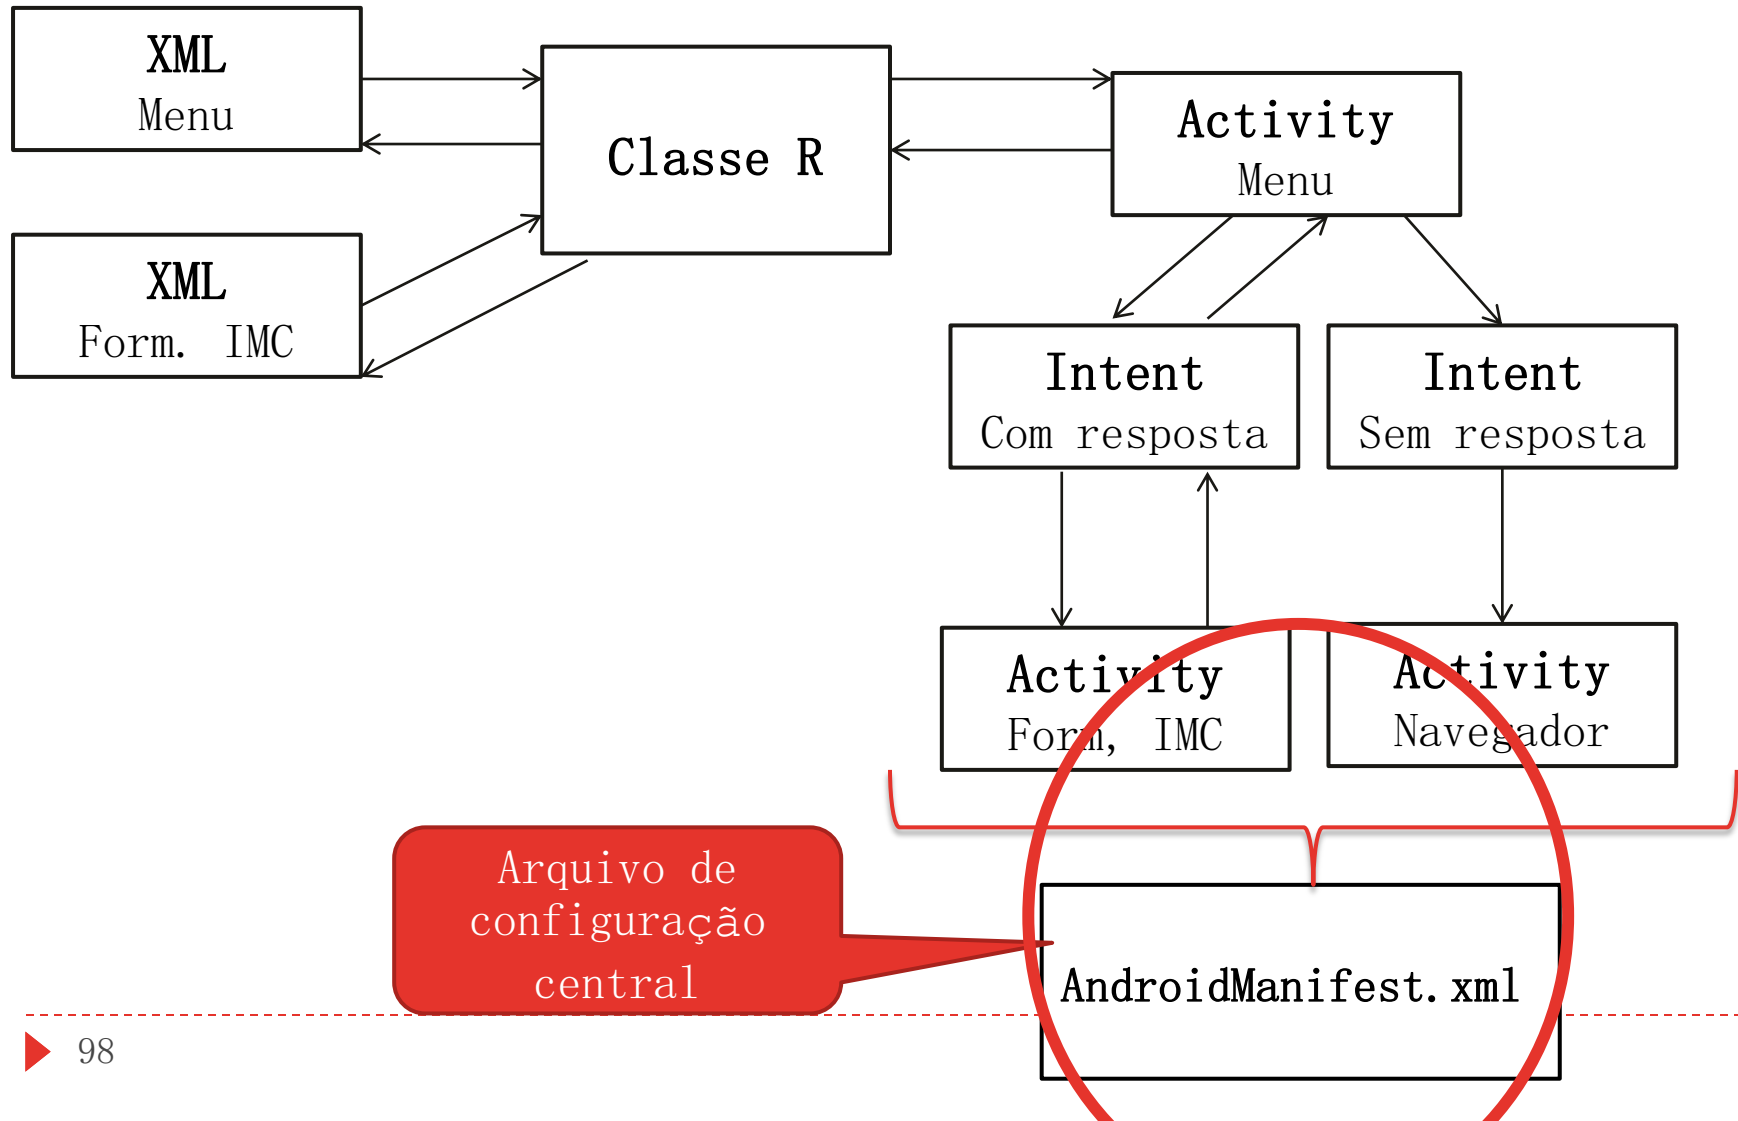 XML
Menu
Classe R
Activity
Menu
XML
Form. IMC
Intent
Com resposta
Intent
Sem resposta
Activity
Form, IMC
Activity
Navegador
Arquivo de
configuração
central
AndroidManifest.xml
98